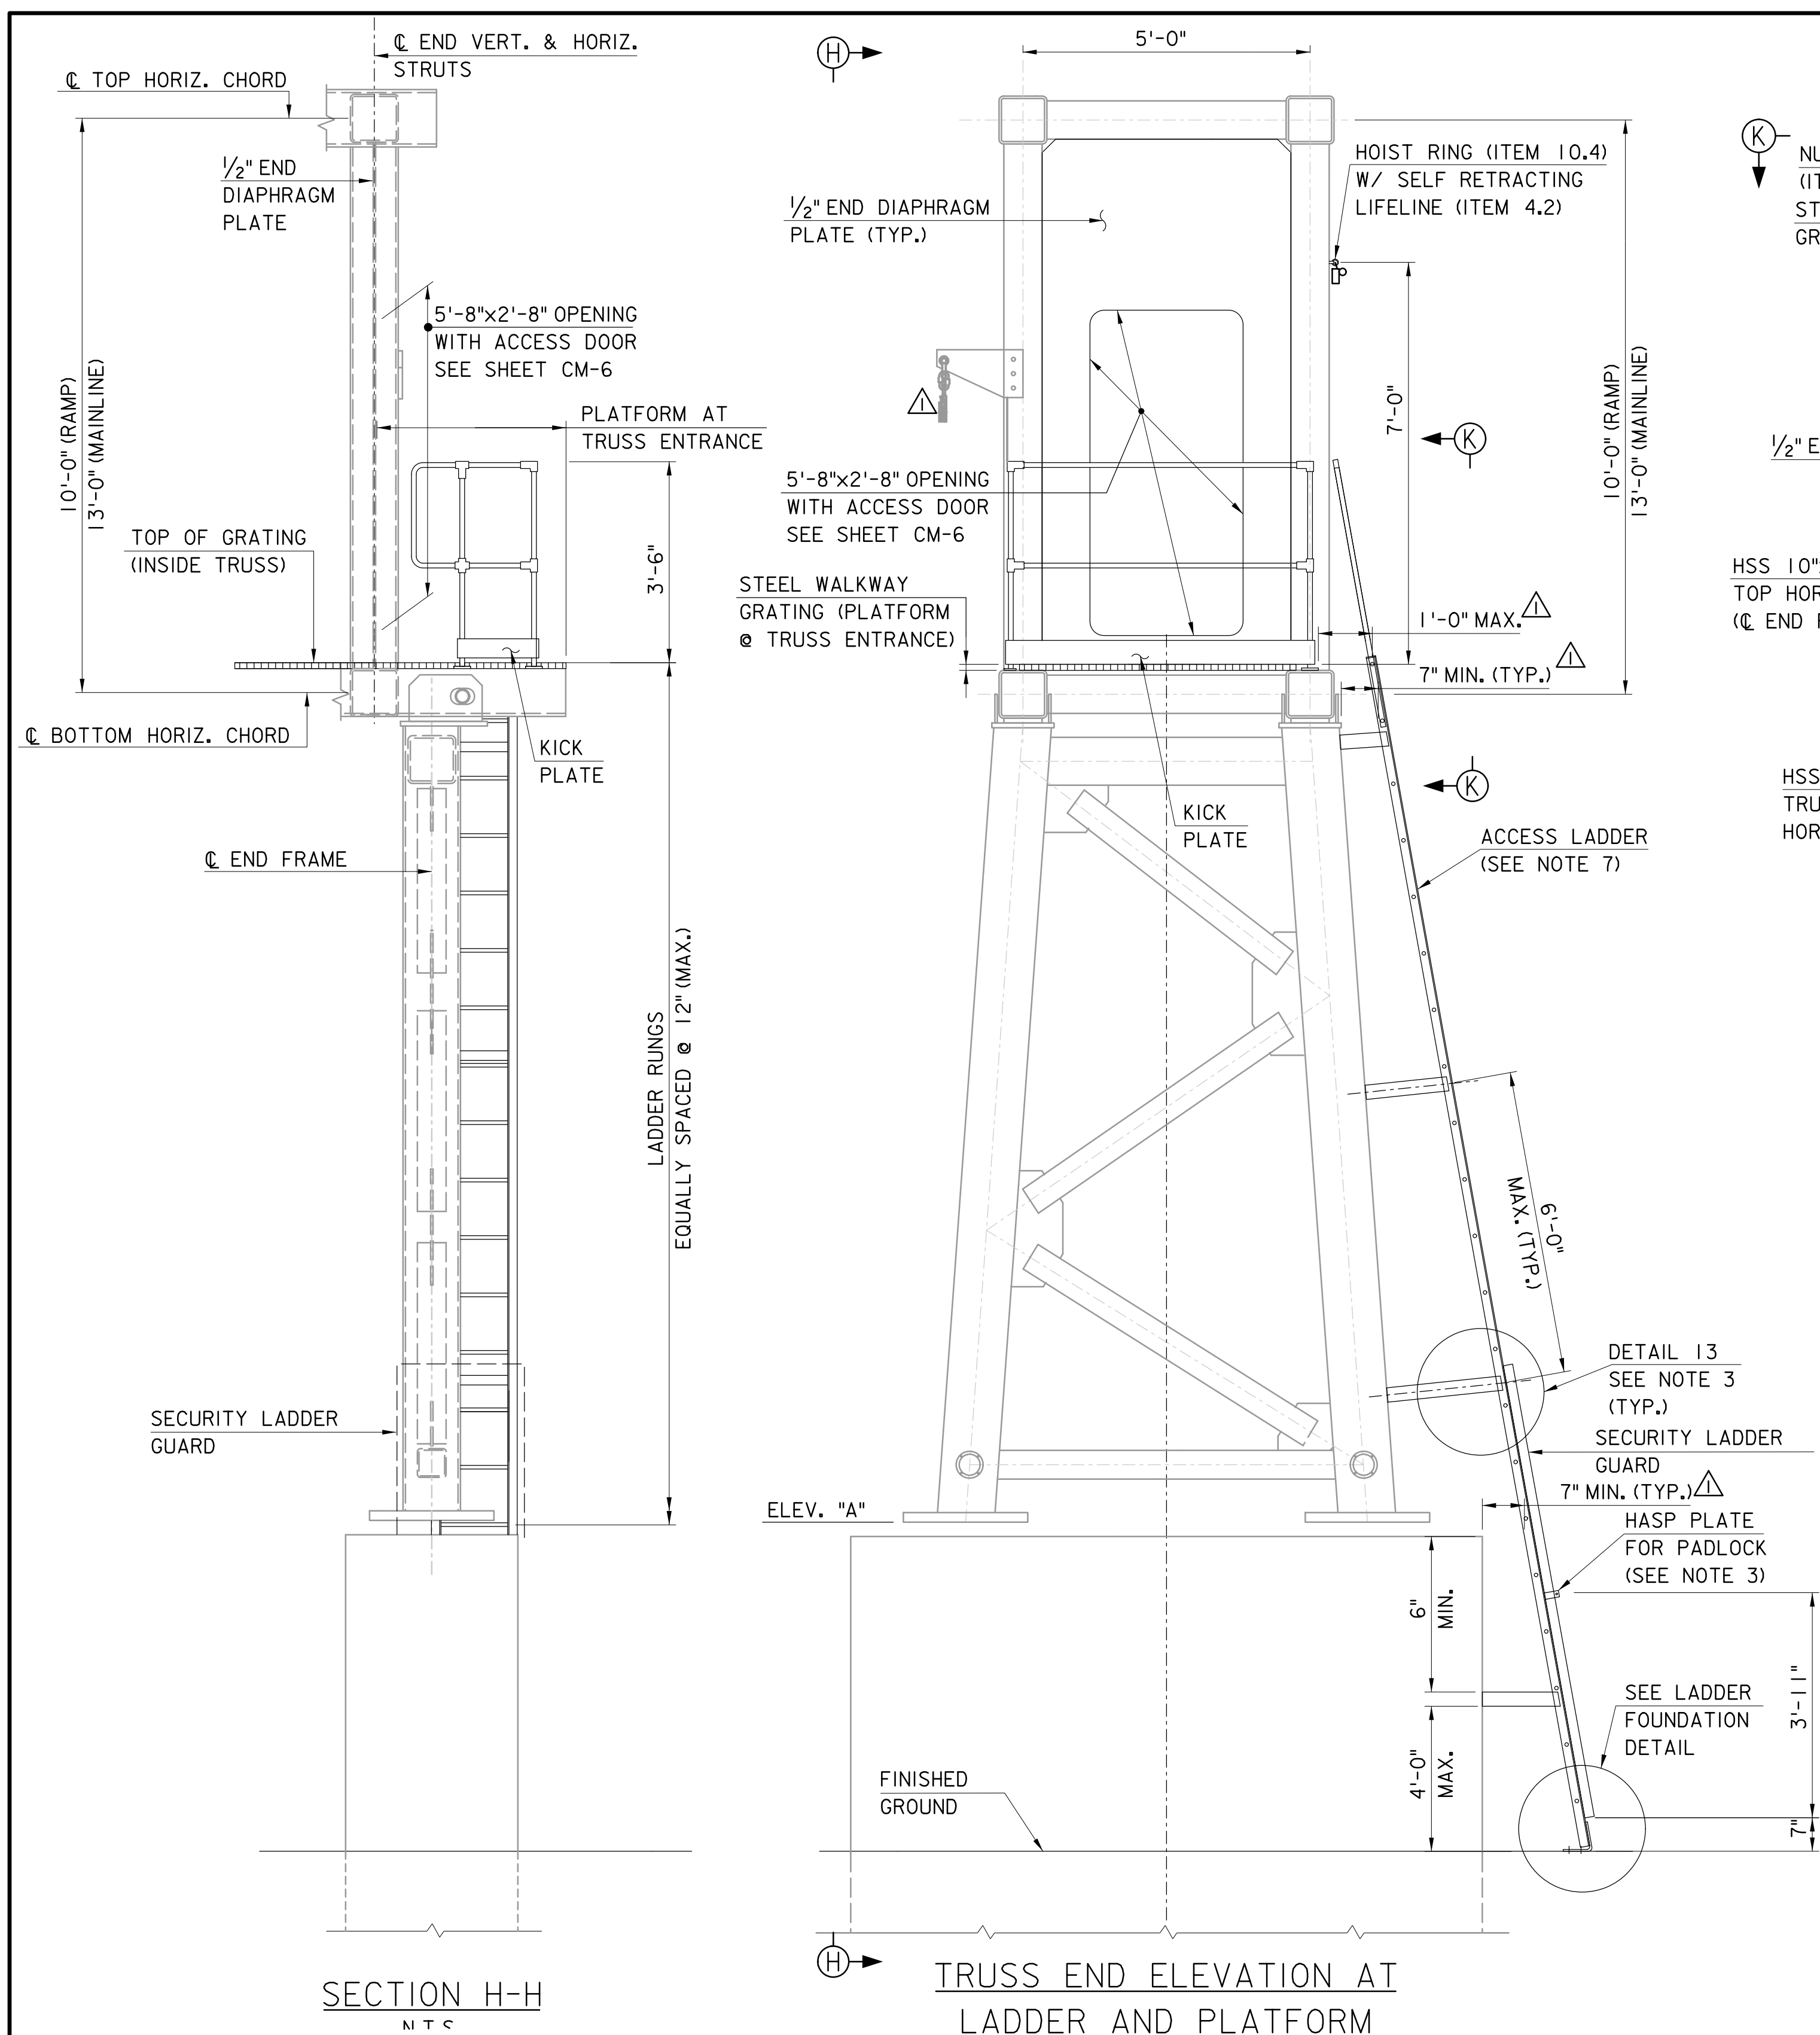 ℄ END VERT. & HORIZ.
STRUTS
℄ TOP HORIZ. CHORD
1/2" END
DIAPHRAGM
PLATE
5'-8"x2'-8" OPENING
WITH ACCESS DOOR
SEE SHEET CM-6
10'-0" (RAMP)
13'-0" (MAINLINE)
PLATFORM AT
TRUSS ENTRANCE
TOP OF GRATING
(INSIDE TRUSS)
3'-6"
℄ BOTTOM HORIZ. CHORD
KICK
PLATE
℄ END FRAME
LADDER RUNGS
EQUALLY SPACED @ 12" (MAX.)
SECURITY LADDER
GUARD
SECTION H-H
H
5'-0"
HOIST RING (ITEM 10.4)
W/ SELF RETRACTING
LIFELINE (ITEM 4.2)
1/2" END DIAPHRAGM
PLATE (TYP.)
1
7'-0"
10'-0" (RAMP)
13'-0" (MAINLINE)
K
5'-8"x2'-8" OPENING
WITH ACCESS DOOR
SEE SHEET CM-6
STEEL WALKWAY
GRATING (PLATFORM
@ TRUSS ENTRANCE)
1'-0" MAX. 1
7" MIN. (TYP.) 1
K
KICK
PLATE
ACCESS LADDER
(SEE NOTE 7)
6'-0"
MAX. (TYP.)
DETAIL 13
SEE NOTE 3
(TYP.)
SECURITY LADDER
GUARD
7" MIN. (TYP.) 1
ELEV. "A"
HASP PLATE
FOR PADLOCK
(SEE NOTE 3)
6"
MIN.
3'-11"
SEE LADDER
FOUNDATION
DETAIL
4'-0"
MAX.
7"
FINISHED
GROUND
H
TRUSS END ELEVATION AT
LADDER AND PLATFORM
K
1/2" E
HSS 10"
TOP HOR
(℄ END
HSS
TRU
HOR